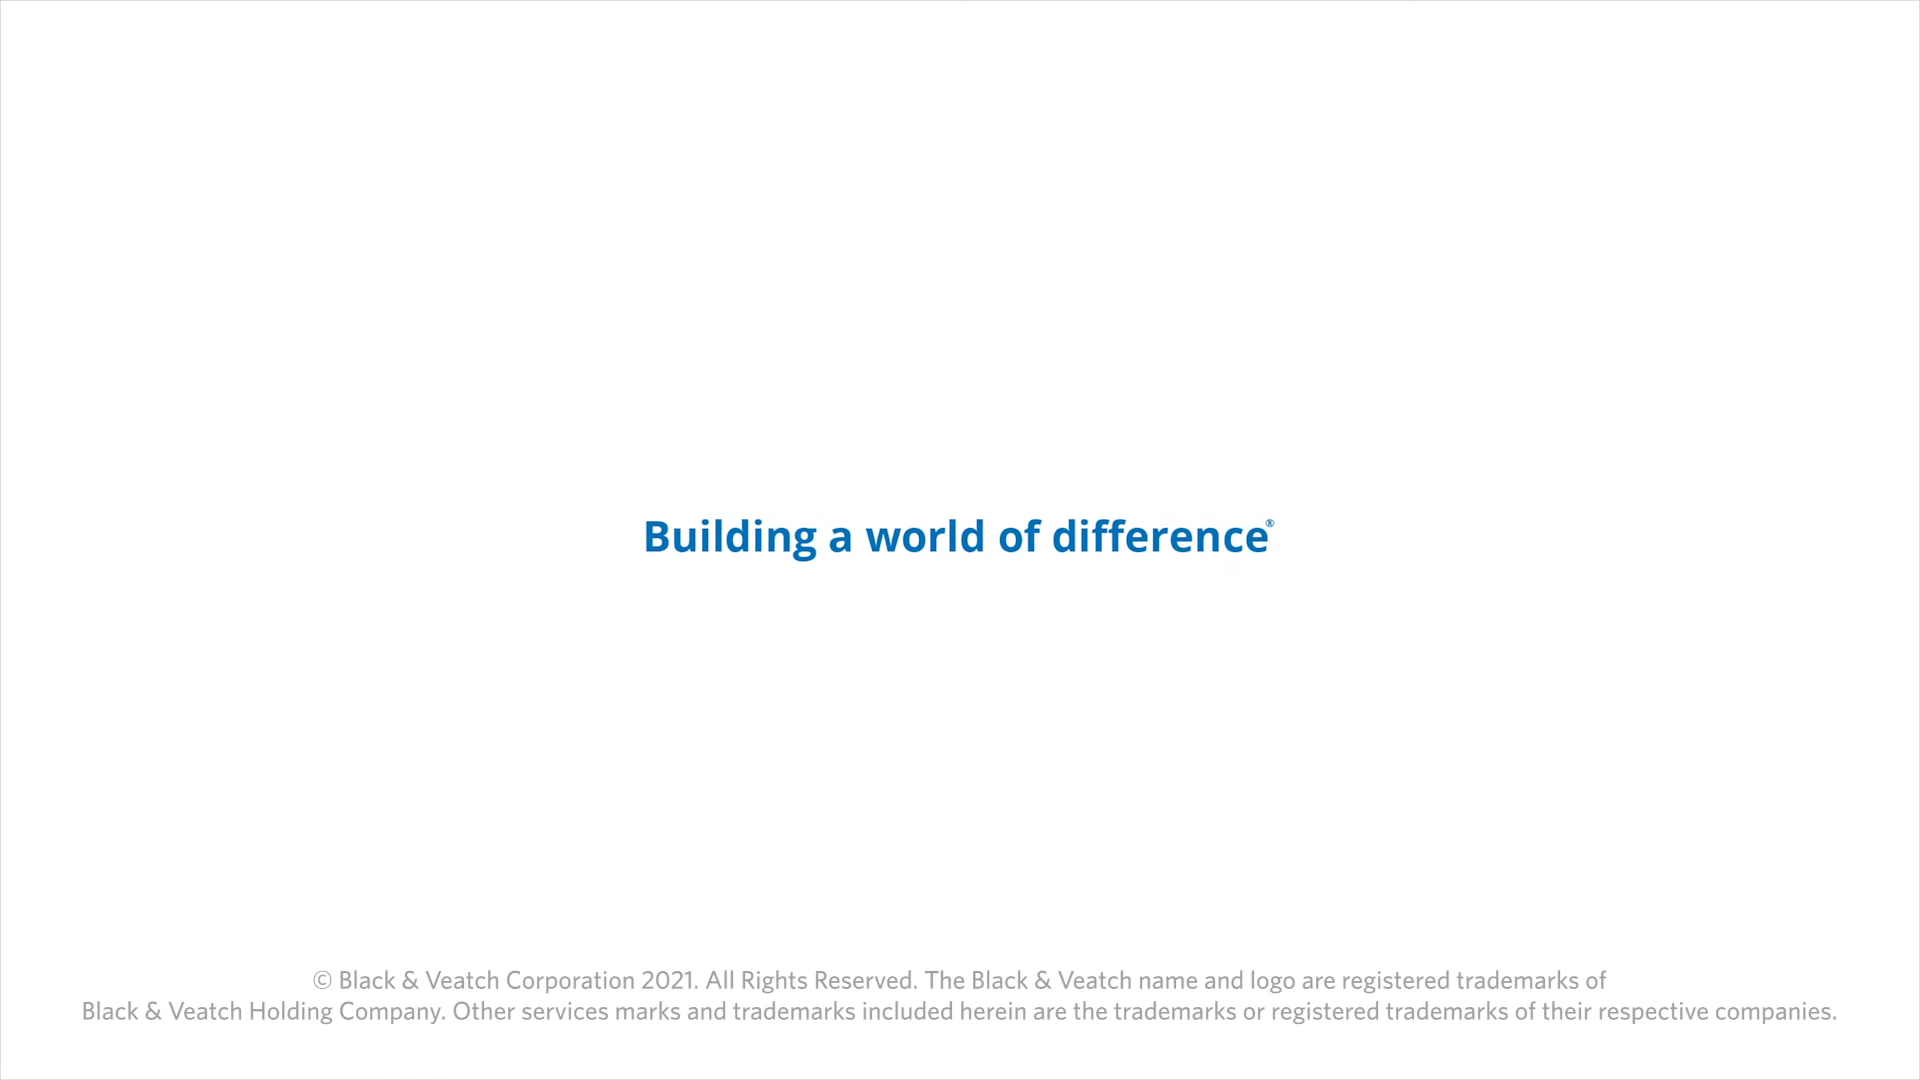 Building a world of difference®
© Black & Veatch Corporation 2021. All Rights Reserved. The Black & Veatch name and logo are registered trademarks of
Black & Veatch Holding Company. Other services marks and trademarks included herein are the trademarks or registered trademarks of their respective companies.